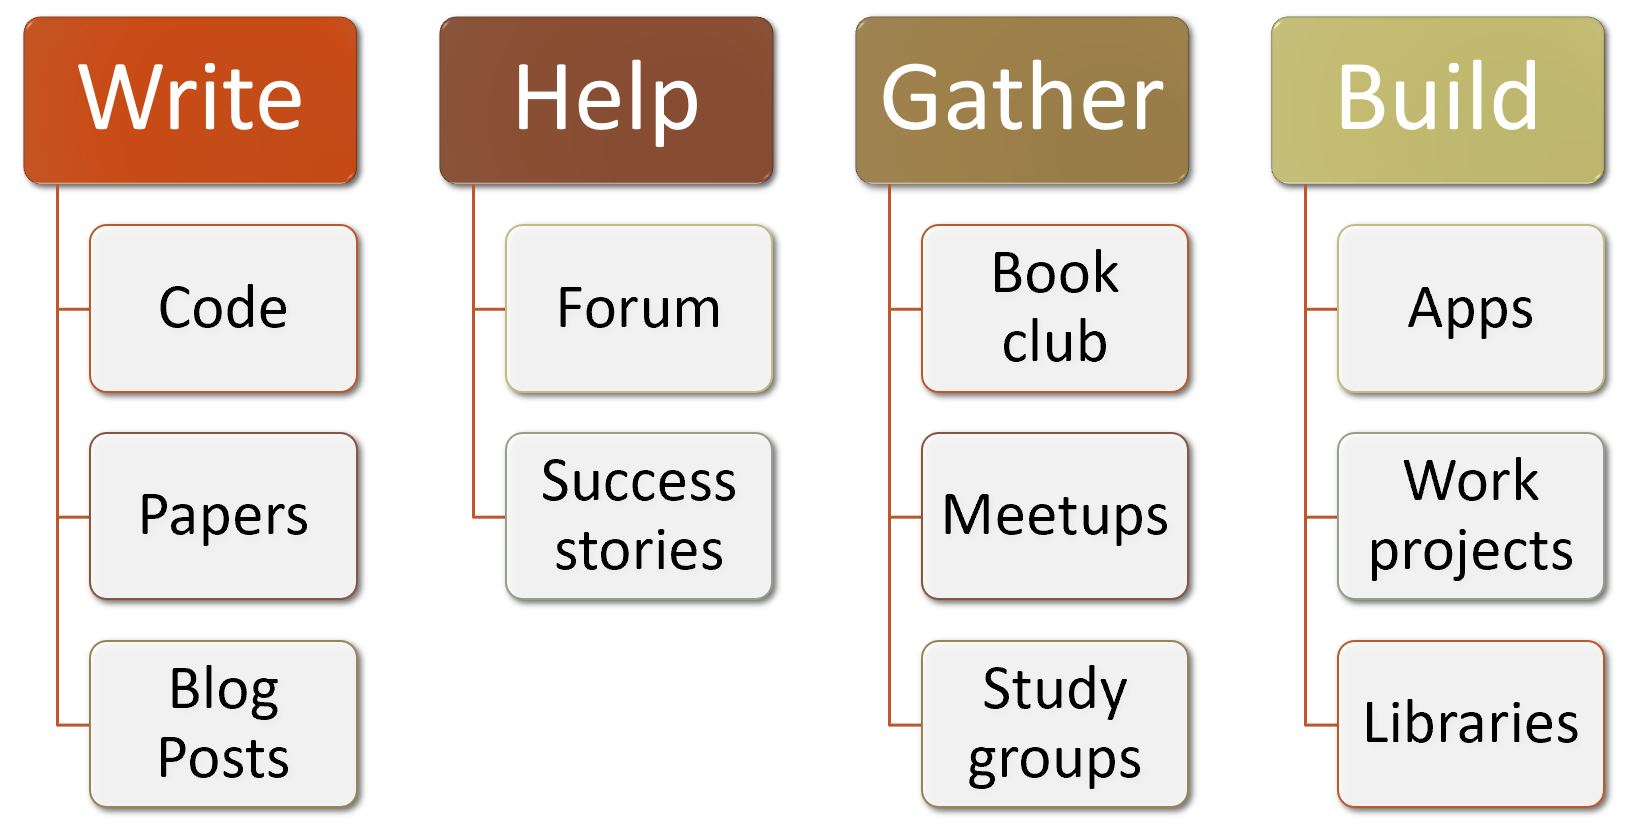 Write
Code
Papers
Blog
Posts
Help
Forum
Success
stories
Gather
Book
club
Meetups
Study
groups
Build
Apps
Work
projects
Libraries